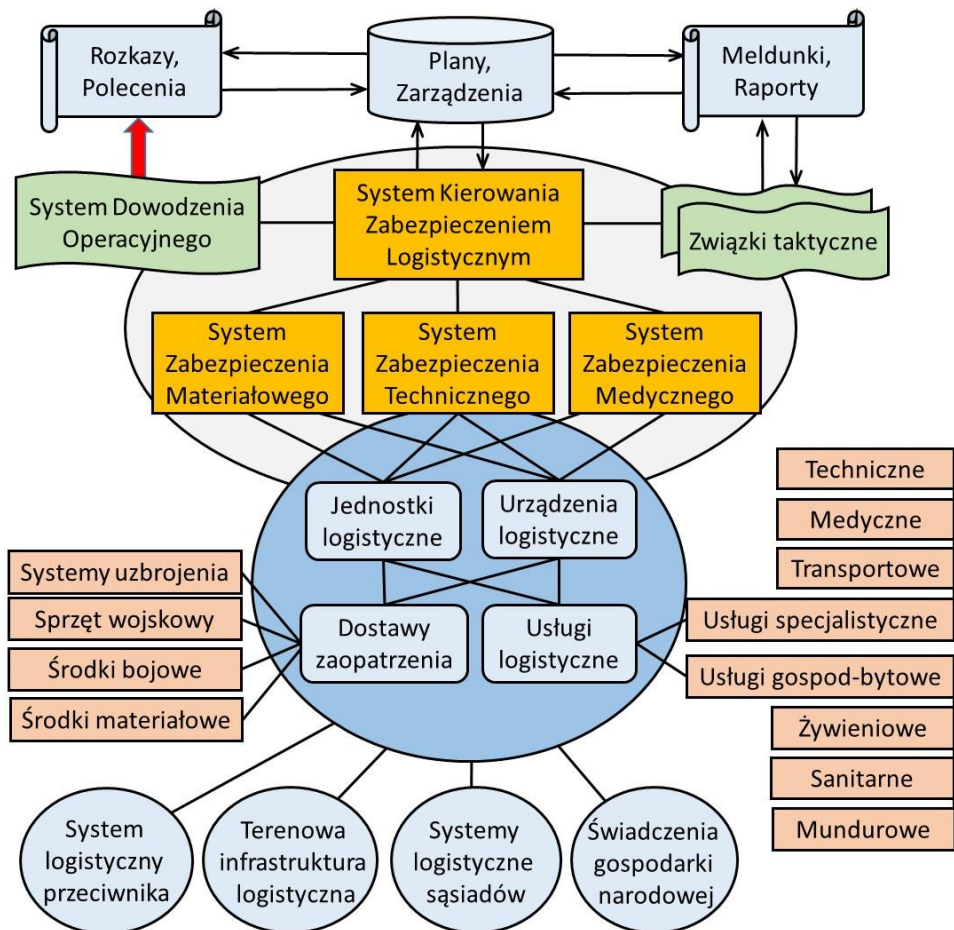 Rozkazy,
Polecenia
Plany,
Zarządzenia
Meldunki,
Raporty
System Dowodzenia
Operacyjnego
System Kierowania
Zabezpieczeniem
Logistycznym
Związki taktyczne
System
Zabezpieczenia
Materiałowego
System
Zabezpieczenia
Technicznego
System
Zabezpieczenia
Medycznego
Jednostki
logistyczne
Urządzenia
logistyczne
Dostawy
zaopatrzenia
Usługi
logistyczne
Systemy uzbrojenia
Sprzęt wojskowy
Środki bojowe
Środki materiałowe
Techniczne
Medyczne
Transportowe
Usługi specjalistyczne
Usługi gospod-bytowe
Żywieniowe
Sanitarne
Mundurowe
System
logistyczny
przeciwnika
Terenowa
infrastruktura
logistyczna
Systemy
logistyczne
sąsiadów
Świadczenia
gospodarki
narodowej